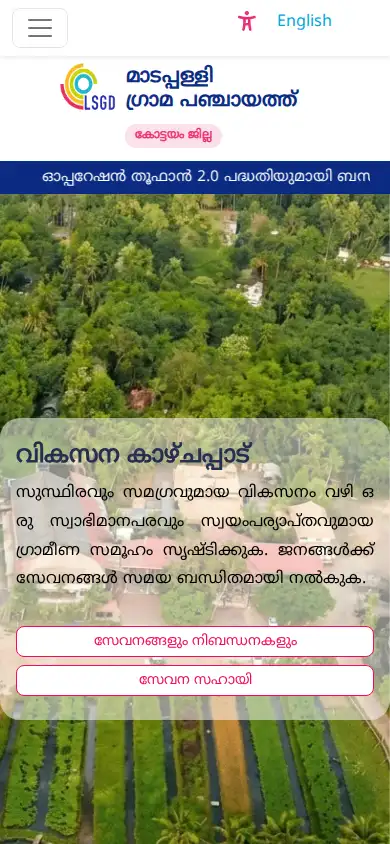 English
LSGD
മാടപ്പള്ളി
ഗ്രാമ പഞ്ചായത്ത്
കോട്ടയം ജില്ല
ഓപ്പറേഷൻ തൂഫാൻ 2.0 പദ്ധതിയുമായി ബന
വികസന കാഴ്ചപ്പാട്
സുസ്ഥിരവും സമഗ്രവുമായ വികസനം വഴി ഒ
രു സ്വാഭിമാനപരവും സ്വയംപര്യാപ്തവുമായ
ഗ്രാമീണ സമൂഹം സൃഷ്ടിക്കുക. ജനങ്ങൾക്ക്
സേവനങ്ങൾ സമയ ബന്ധിതമായി നൽകുക.
സേവനങ്ങളും നിബന്ധനകളും
സേവന സഹായി